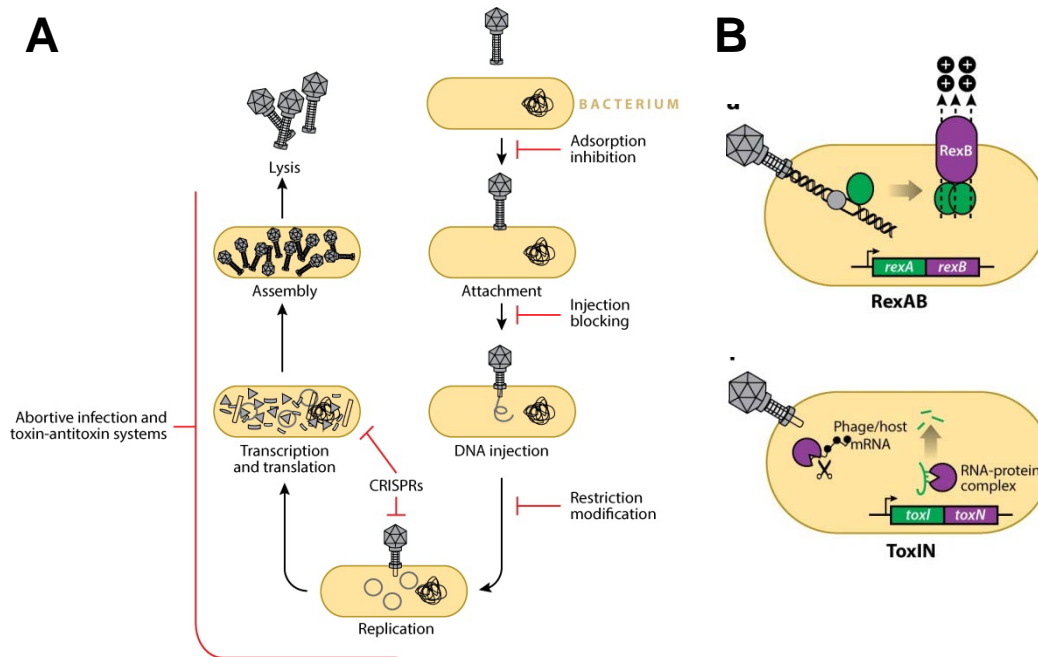 A
BACTERIUM
Adsorption
inhibition
Attachment
Injection
blocking
DNA injection
Restriction
modification
Replication
CRISPRs
Transcription
and translation
Assembly
Lysis
Abortive infection and
toxin-antitoxin systems
B
RexB
rexA rexB
RexAB
Phage/host
mRNA
RNA-protein
complex
toxI toxN
ToxIN